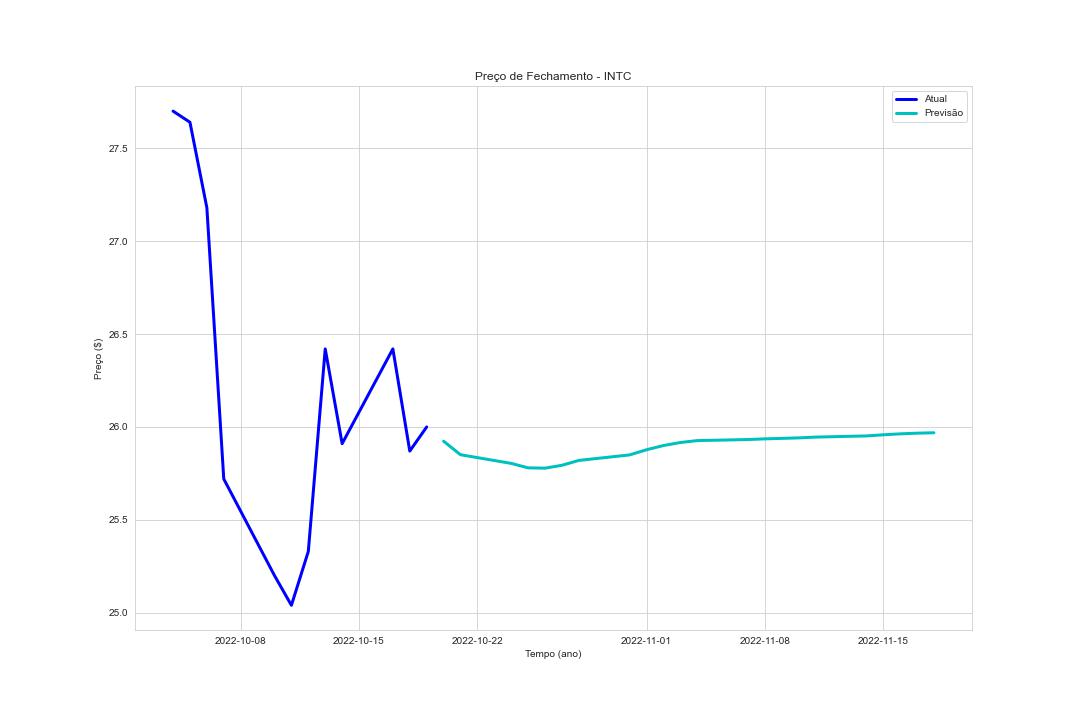 Preço de Fechamento - INTC
Atual
Previsão
27.5
27.0
26.5
26.0
25.5
25.0
Preço ($)
2022-10-08
2022-10-15
2022-10-22
2022-11-01
2022-11-08
2022-11-15
Tempo (ano)